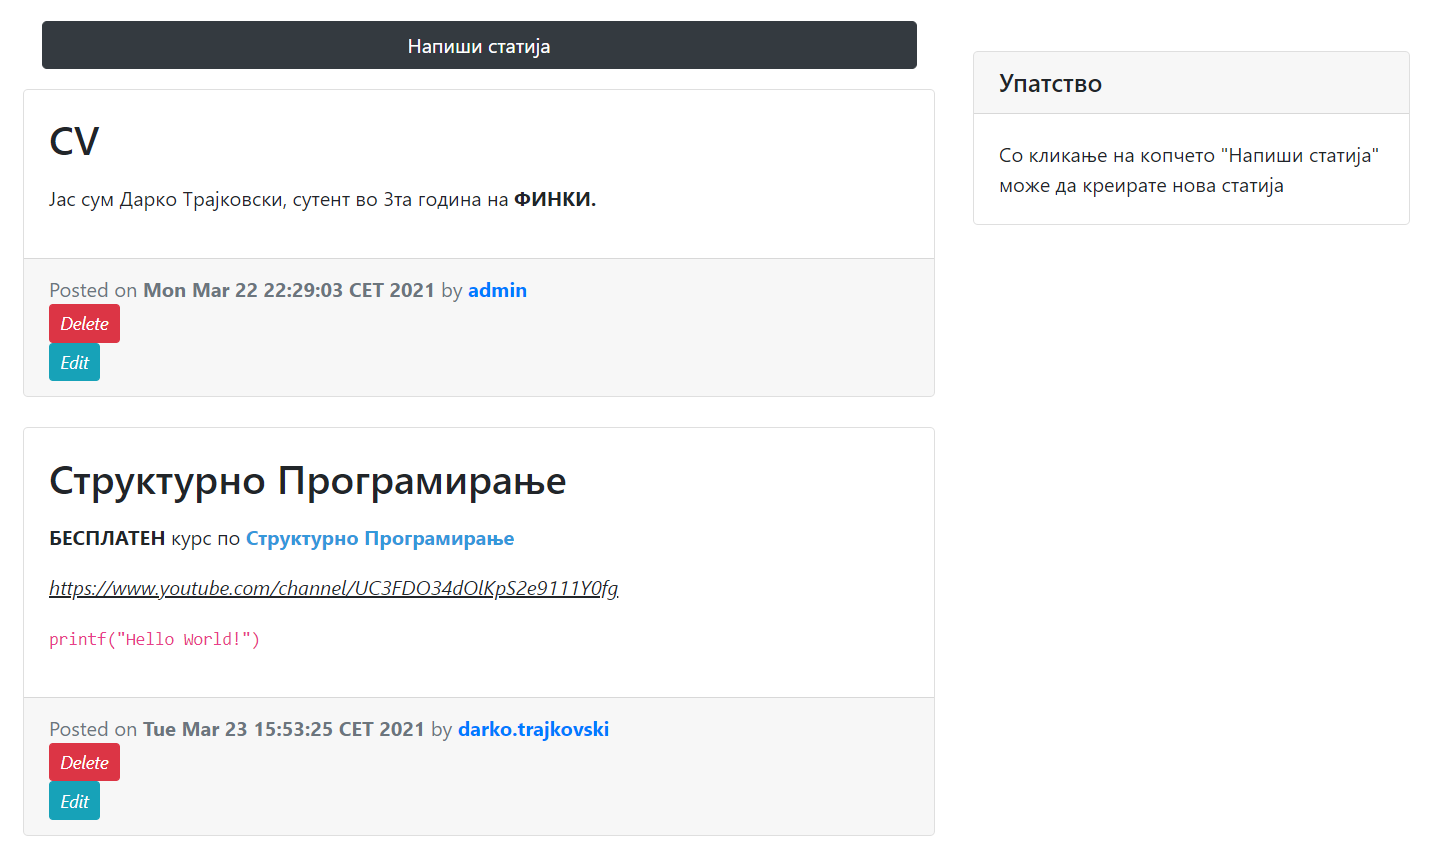 Напиши статија
CV
Јас сум Дарко Трајковски, сутент во 3та година на ФИНКИ.
Posted on Mon Mar 22 22:29:03 CET 2021 by admin
Delete
Edit
Структурно Програмирање
БЕСПЛАТЕН курс по Структурно Програмирање
https://www.youtube.com/channel/UC3FDO34dOlKpS2e9111Y0fg
printf("Hello World!")
Posted on Tue Mar 23 15:53:25 CET 2021 by darko.trajkovski
Delete
Edit
Упатство
Со кликање на копчето "Напиши статија"
може да креирате нова статија